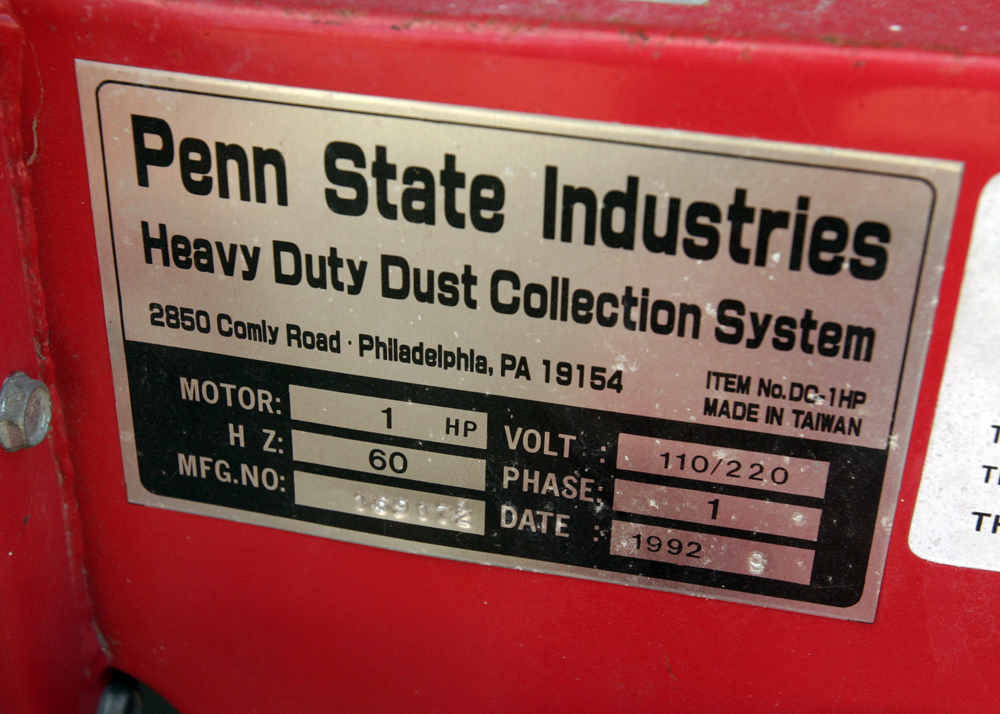 Penn State Industries
Heavy Duty Dust Collection System
2850 Comly Road · Philadelphia, PA 19154
ITEM No.DC-1HP
MADE IN TAIWAN
MOTOR: 1 HP
VOLT : 110/220
H Z: 60
PHASE: 1
MFG.NO:
DATE : 1992 9